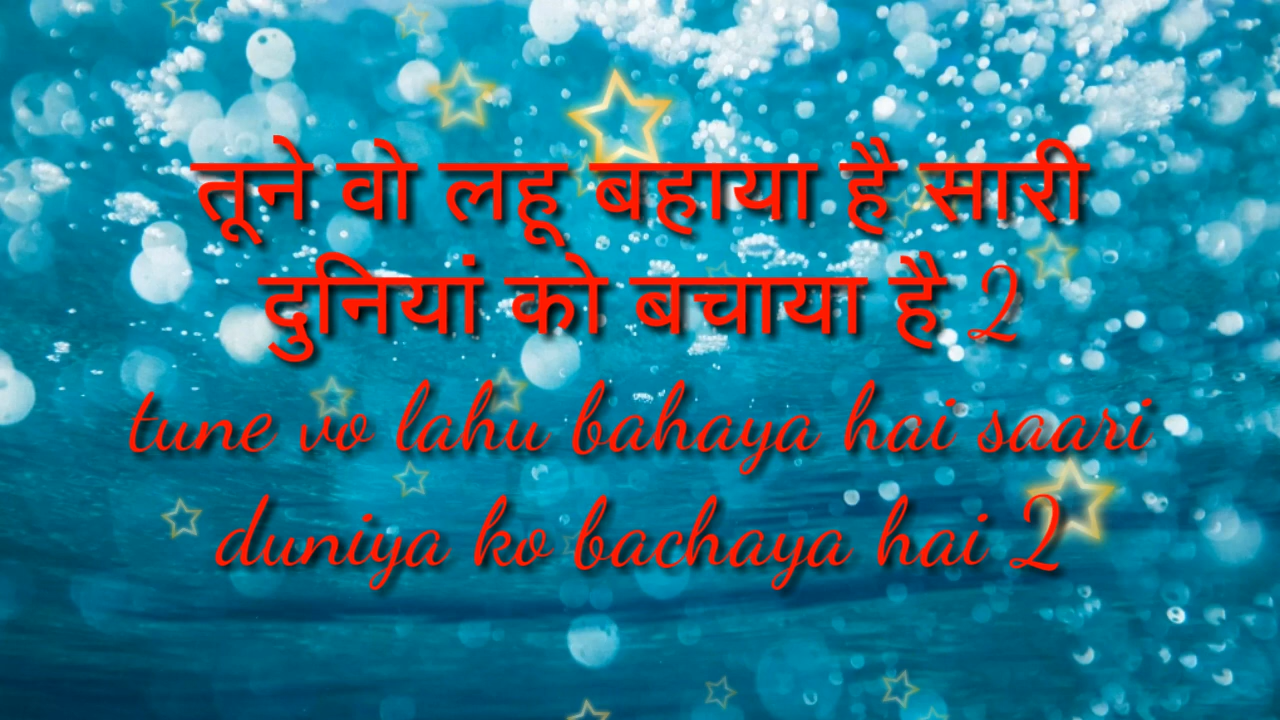 तूने वो लहू बहाया है सारी
दुनियां को बचाया है 2
tune vo lahu bahaya hai saari
duniya ko bachaya hai 2